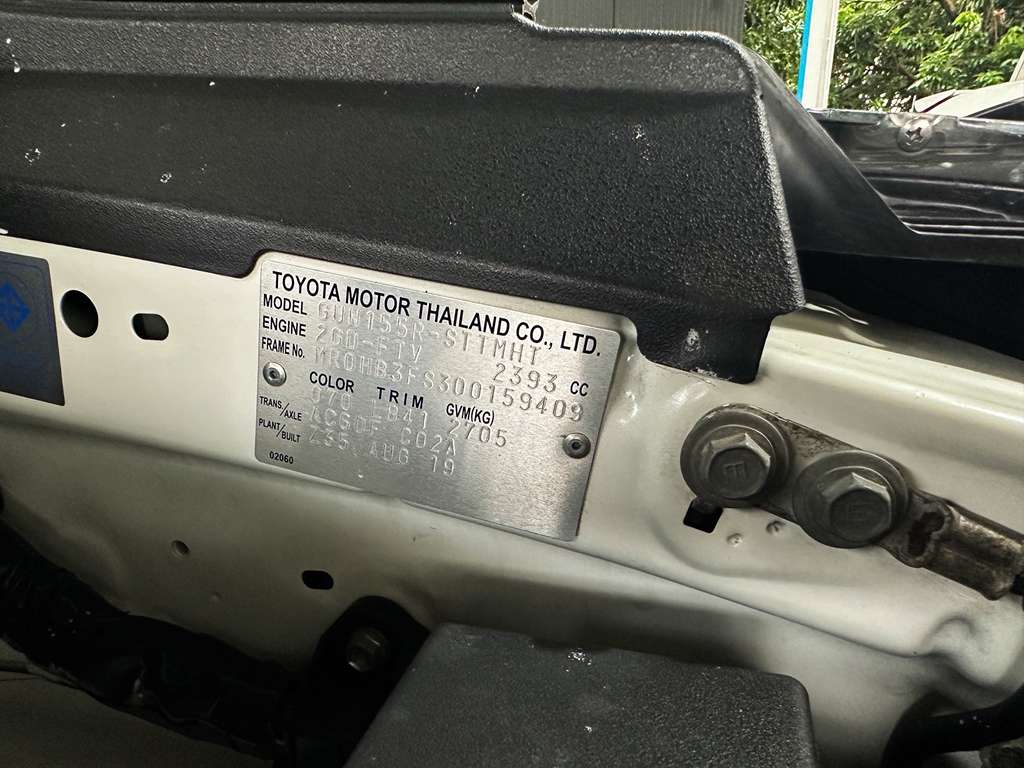 TOYOTA MOTOR THAILAND CO., LTD.
MODEL GUN155R-STTMHT
ENGINE 2GD-FTV 2393 CC
FRAME No. MR0HB3FS300159409
COLOR TRIM GVM(KG)
070 FB41 2705
TRANS/AXLE AC60F C02A
PLANT/BUILT Z35 AUG 19
02060